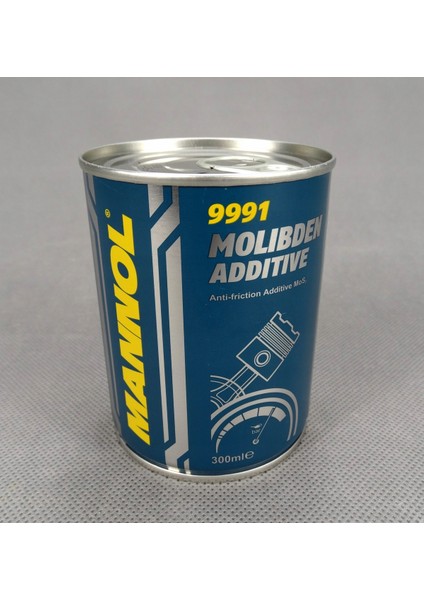 MANNOL®
9991
MOLIBDEN
ADDITIVE
Anti-friction Additive MoS₂
300ml℮